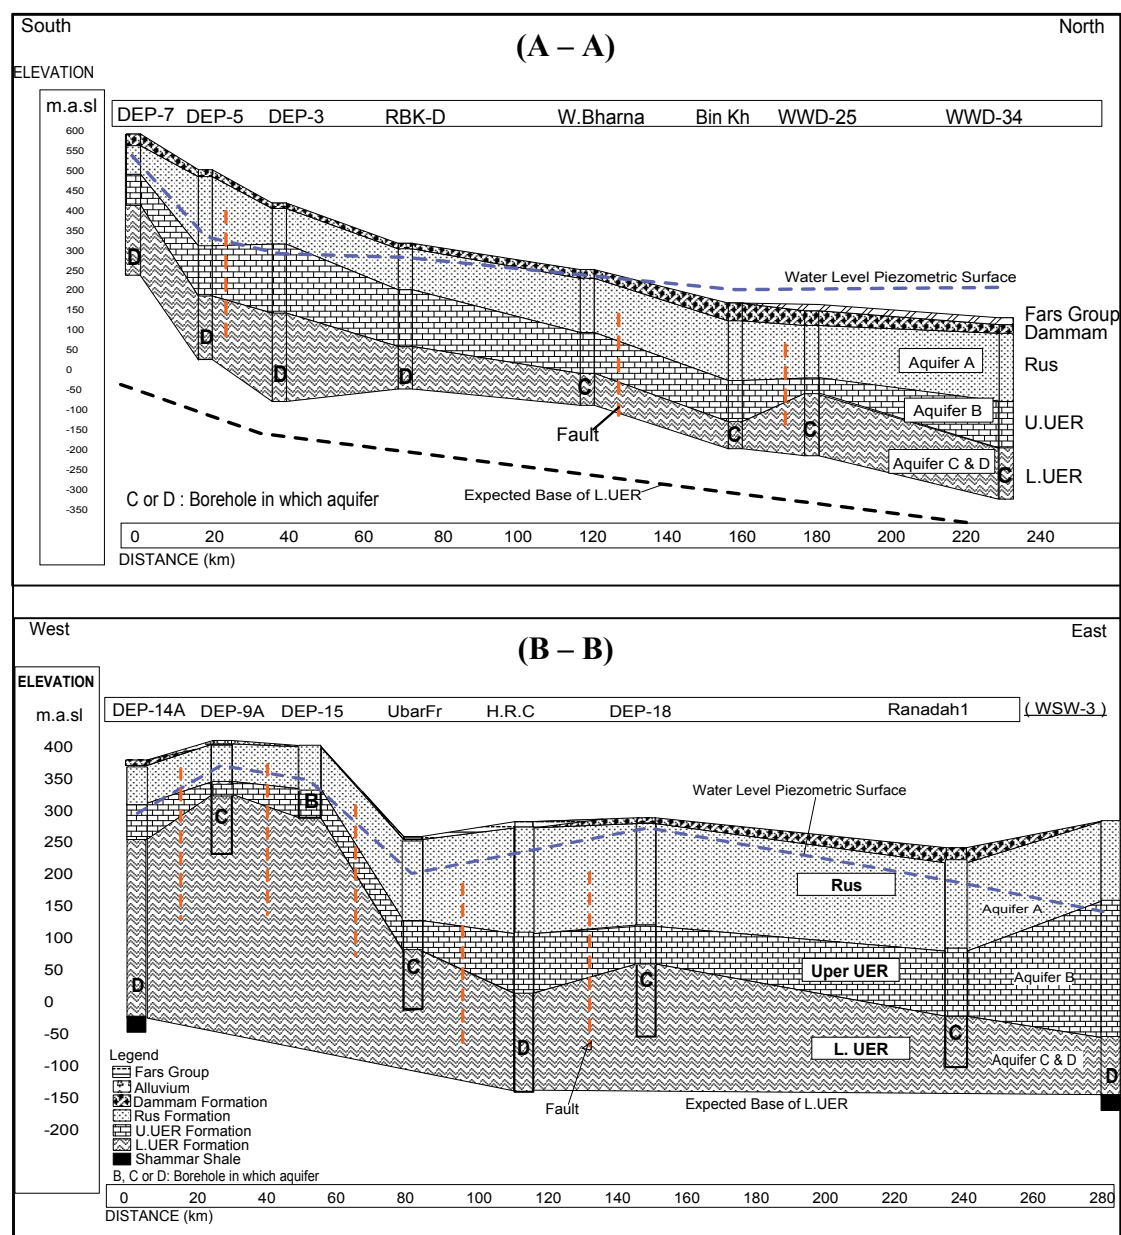 South
North
(A – A)
ELEVATION
m.a.sl
DEP-7 DEP-5 DEP-3 RBK-D W.Bharna Bin Kh WWD-25 WWD-34
600
550
500
450
400
350
300
250
200
150
100
50
0
-50
-100
-150
-200
-250
-300
-350
D
D
D
D
C
C
C
C
Water Level Piezometric Surface
Fars Group
Dammam
Rus
U.UER
L.UER
Aquifer A
Aquifer B
Aquifer C & D
Fault
Expected Base of L.UER
C or D : Borehole in which aquifer
0 20 40 60 80 100 120 140 160 180 200 220 240
DISTANCE (km)
West
East
(B – B)
ELEVATION
m.a.sl
DEP-14A DEP-9A DEP-15 UbarFr H.R.C DEP-18 Ranadah1 ( WSW-3 )
400
350
300
250
200
150
100
50
0
-50
-100
-150
-200
D
C
B
C
D
C
C
D
Water Level Piezometric Surface
Rus
Aquifer A
Uper UER
Aquifer B
L. UER
Aquifer C & D
Fault
Expected Base of L.UER
Legend
Fars Group
Alluvium
Dammam Formation
Rus Formation
U.UER Formation
L.UER Formation
Shammar Shale
B, C or D: Borehole in which aquifer
0 20 40 60 80 100 120 140 150 160 200 220 240 260 280
DISTANCE (km)